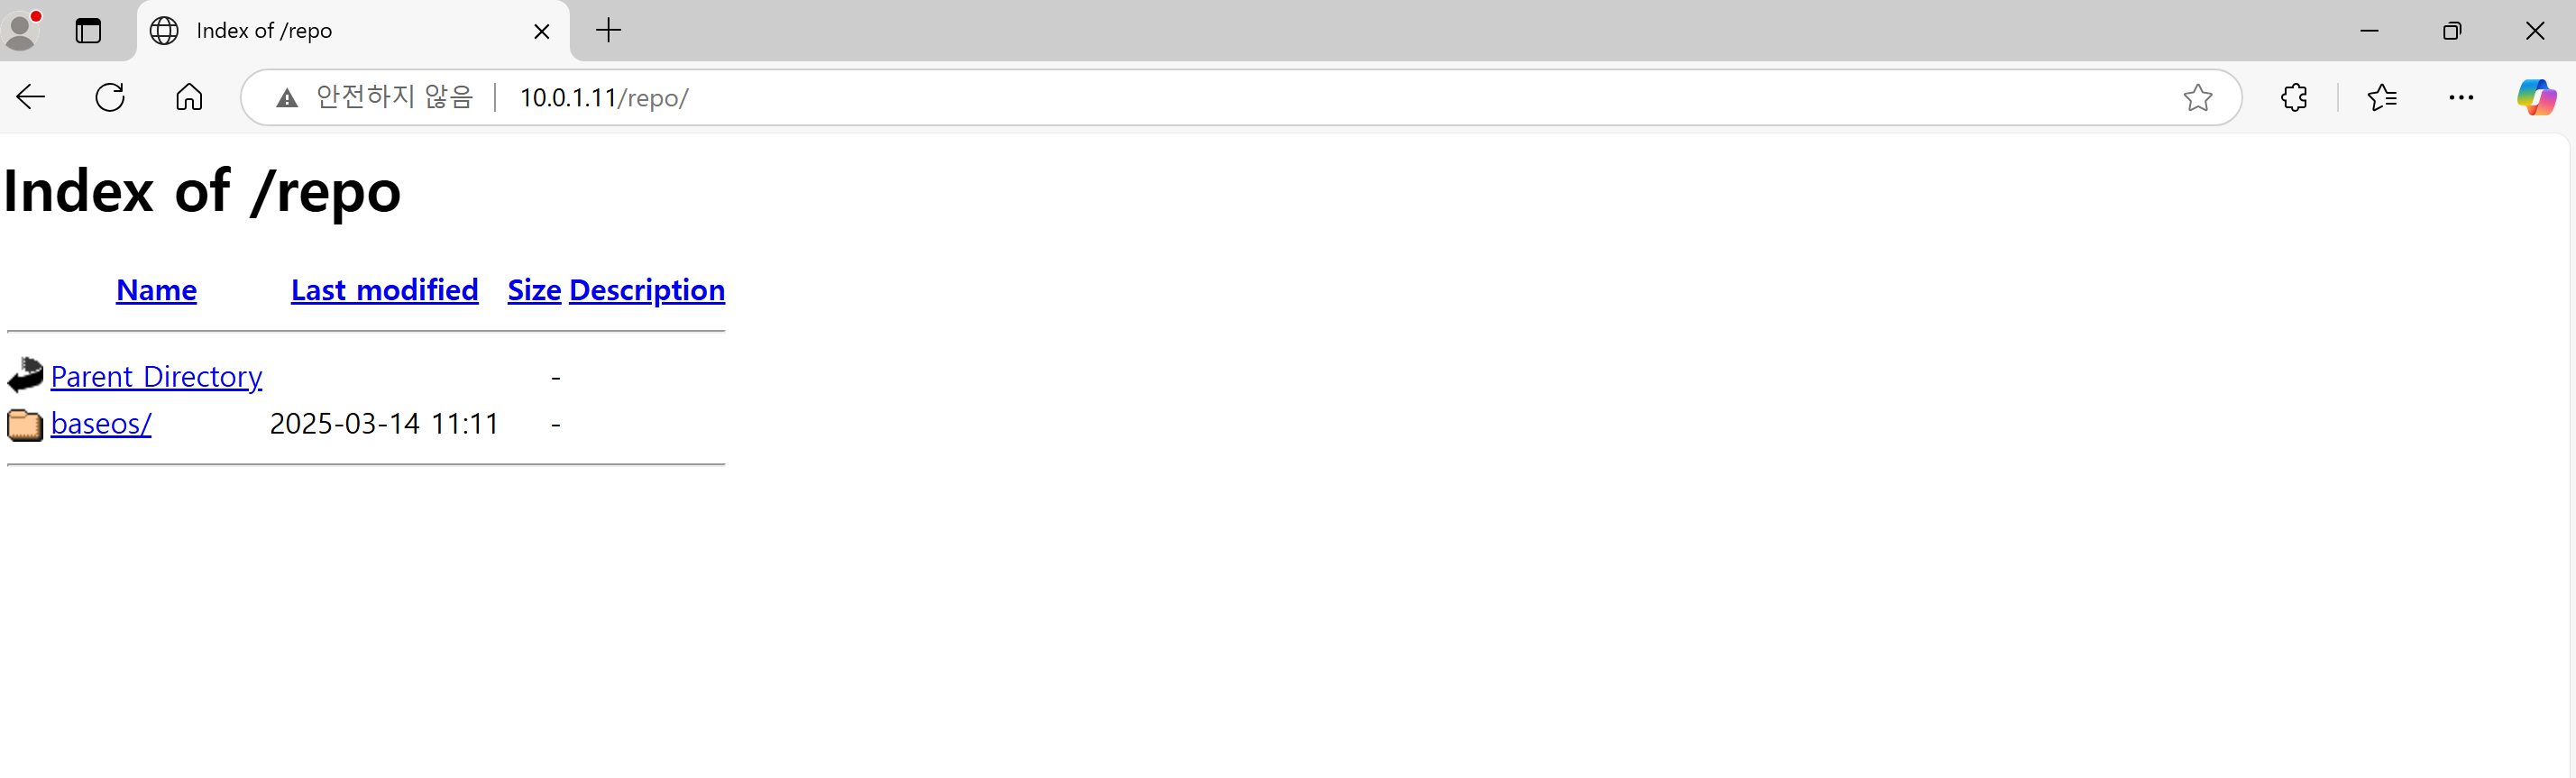 Index of /repo
안전하지 않음 10.0.1.11/repo/
Index of /repo
Name Last modified Size Description
Parent Directory -
baseos/ 2025-03-14 11:11 -